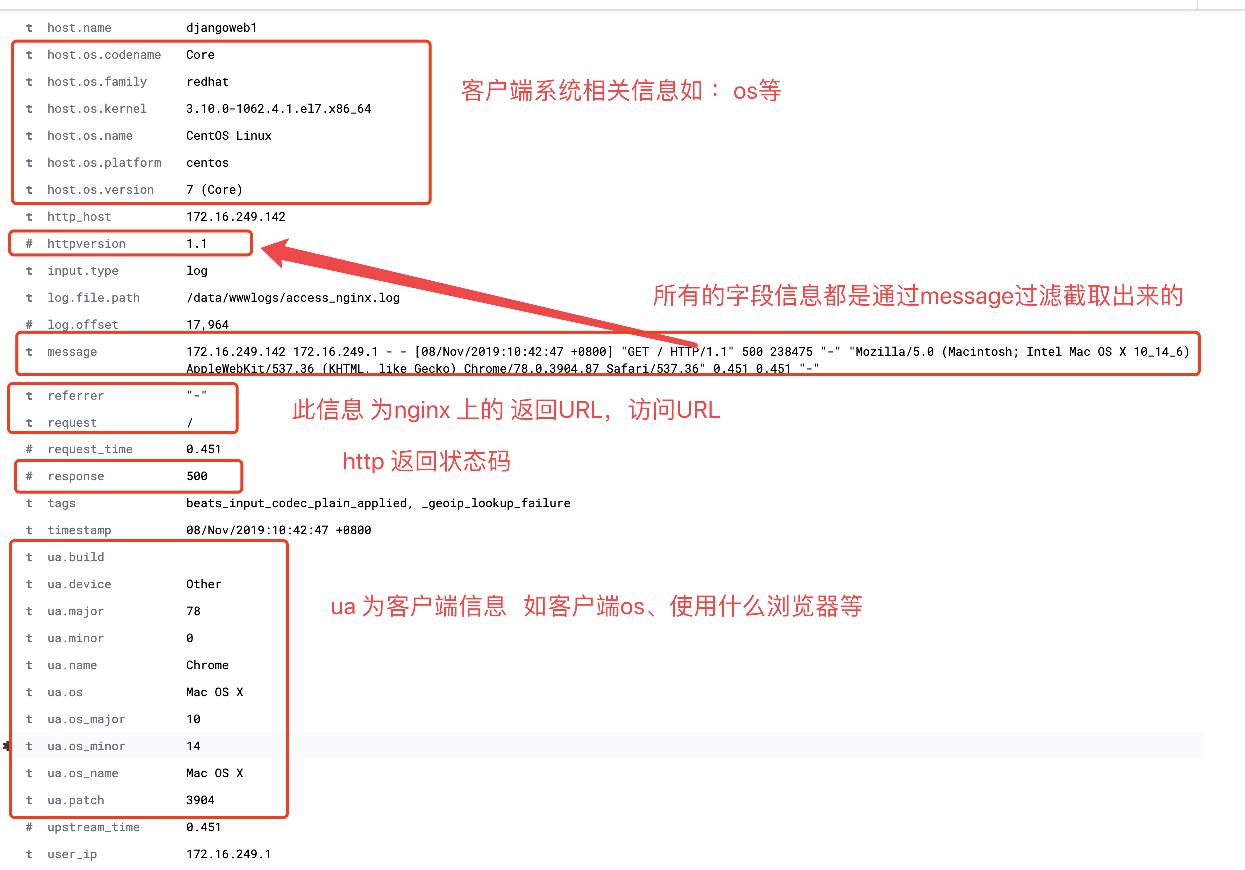 t host.name djangoweb1
t host.os.codename Core
t host.os.family redhat
客户端系统相关信息如： os等
t host.os.kernel 3.10.0-1062.4.1.el7.x86_64
t host.os.name CentOS Linux
t host.os.platform centos
t host.os.version 7 (Core)
t http_host 172.16.249.142
# httpversion 1.1
t input.type log
t log.file.path /data/wwwlogs/access_nginx.log
所有的字段信息都是通过message过滤截取出来的
# log.offset 17,964
t message 172.16.249.142 172.16.249.1 - - [08/Nov/2019:10:42:47 +0800] "GET / HTTP/1.1" 500 238475 "-" "Mozilla/5.0 (Macintosh; Intel Mac OS X 10_14_6)
AppleWebKit/537.36 (KHTML, like Gecko) Chrome/78.0.3904.87 Safari/537.36" 0.451 0.451 "-"
t referrer "-"
此信息 为nginx 上的 返回URL，访问URL
t request /
# request_time 0.451
http 返回状态码
# response 500
t tags beats_input_codec_plain_applied, _geoip_lookup_failure
t timestamp 08/Nov/2019:10:42:47 +0800
t ua.build
t ua.device Other
t ua.major 78
ua 为客户端信息 如客户端os、使用什么浏览器等
t ua.minor 0
t ua.name Chrome
t ua.os Mac OS X
t ua.os_major 10
t ua.os_minor 14
t ua.os_name Mac OS X
t ua.patch 3904
# upstream_time 0.451
t user_ip 172.16.249.1